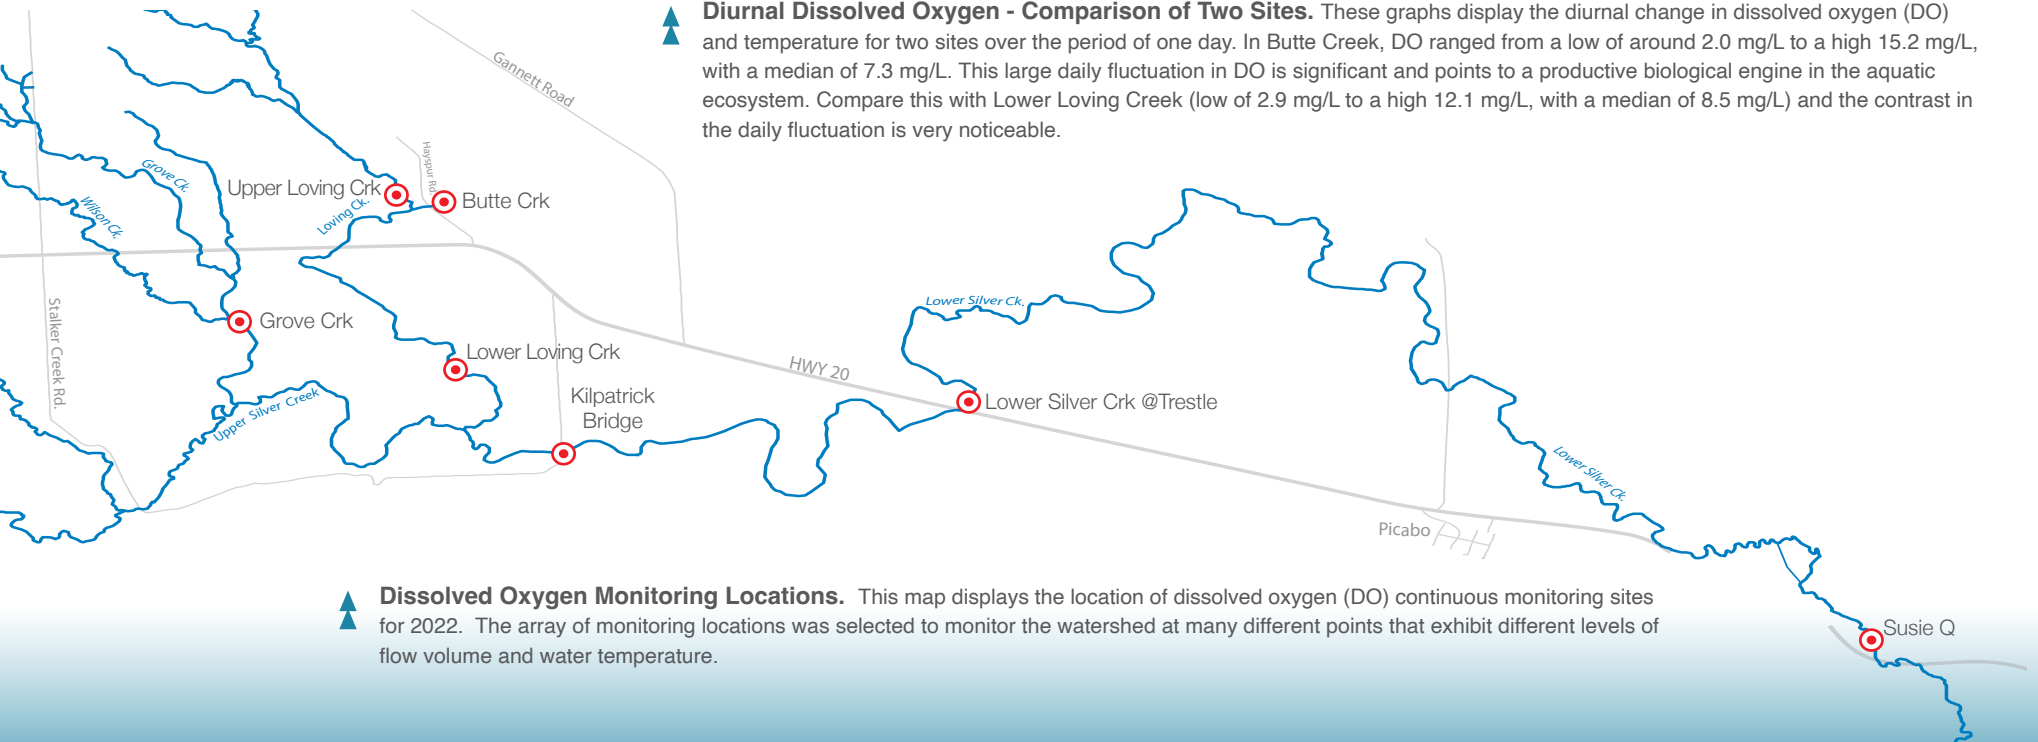 Diurnal Dissolved Oxygen - Comparison of Two Sites. These graphs display the diurnal change in dissolved oxygen (DO)
and temperature for two sites over the period of one day. In Butte Creek, DO ranged from a low of around 2.0 mg/L to a high 15.2 mg/L,
with a median of 7.3 mg/L. This large daily fluctuation in DO is significant and points to a productive biological engine in the aquatic
ecosystem. Compare this with Lower Loving Creek (low of 2.9 mg/L to a high 12.1 mg/L, with a median of 8.5 mg/L) and the contrast in
the daily fluctuation is very noticeable.
Gannett Road
Hayspur Rd.
Grove Ck.
Upper Loving Crk
Butte Crk
Wilson Ck.
Loving Ck.
Stalker Creek Rd.
Grove Crk
Lower Silver Ck.
Lower Loving Crk
HWY 20
Kilpatrick
Bridge
Upper Silver Creek
Lower Silver Crk @Trestle
Lower Silver Ck.
Picabo
Dissolved Oxygen Monitoring Locations. This map displays the location of dissolved oxygen (DO) continuous monitoring sites
for 2022. The array of monitoring locations was selected to monitor the watershed at many different points that exhibit different levels of
flow volume and water temperature.
Susie Q